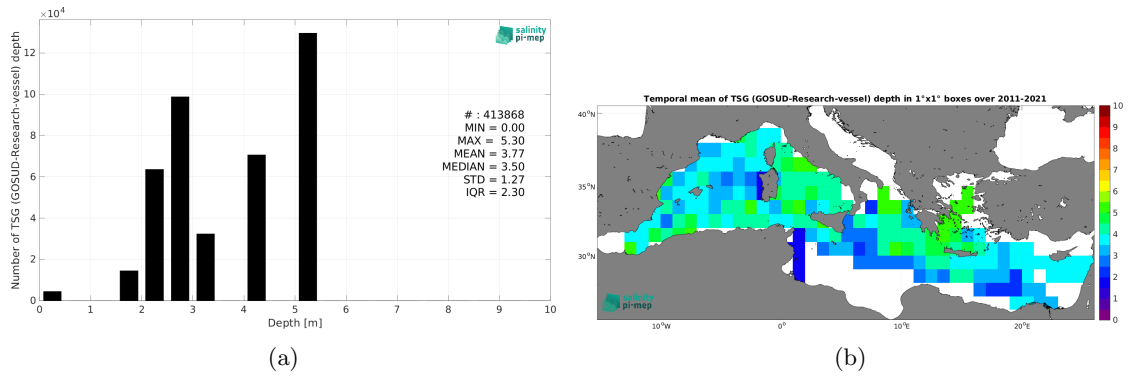 ×10⁴
12
10
8
6
4
2
0
Number of TSG (GOSUD-Research-vessel) depth
0 1 2 3 4 5 6 7 8 9 10
Depth [m]
salinity
pi-mep
# : 413868
MIN = 0.00
MAX = 5.30
MEAN = 3.77
MEDIAN = 3.50
STD = 1.27
IQR = 2.30
(a)
Temporal mean of TSG (GOSUD-Research-vessel) depth in 1°x1° boxes over 2011-2021
40°N
35°N
30°N
10°W 0° 10°E 20°E
salinity
pi-mep
10
9
8
7
6
5
4
3
2
1
0
(b)